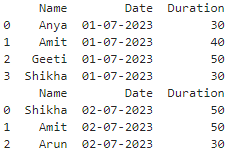 Name Date Duration
0 Anya 01-07-2023 30
1 Amit 01-07-2023 40
2 Geeti 01-07-2023 50
3 Shikha 01-07-2023 30
Name Date Duration
0 Shikha 02-07-2023 50
1 Amit 02-07-2023 50
2 Arun 02-07-2023 30